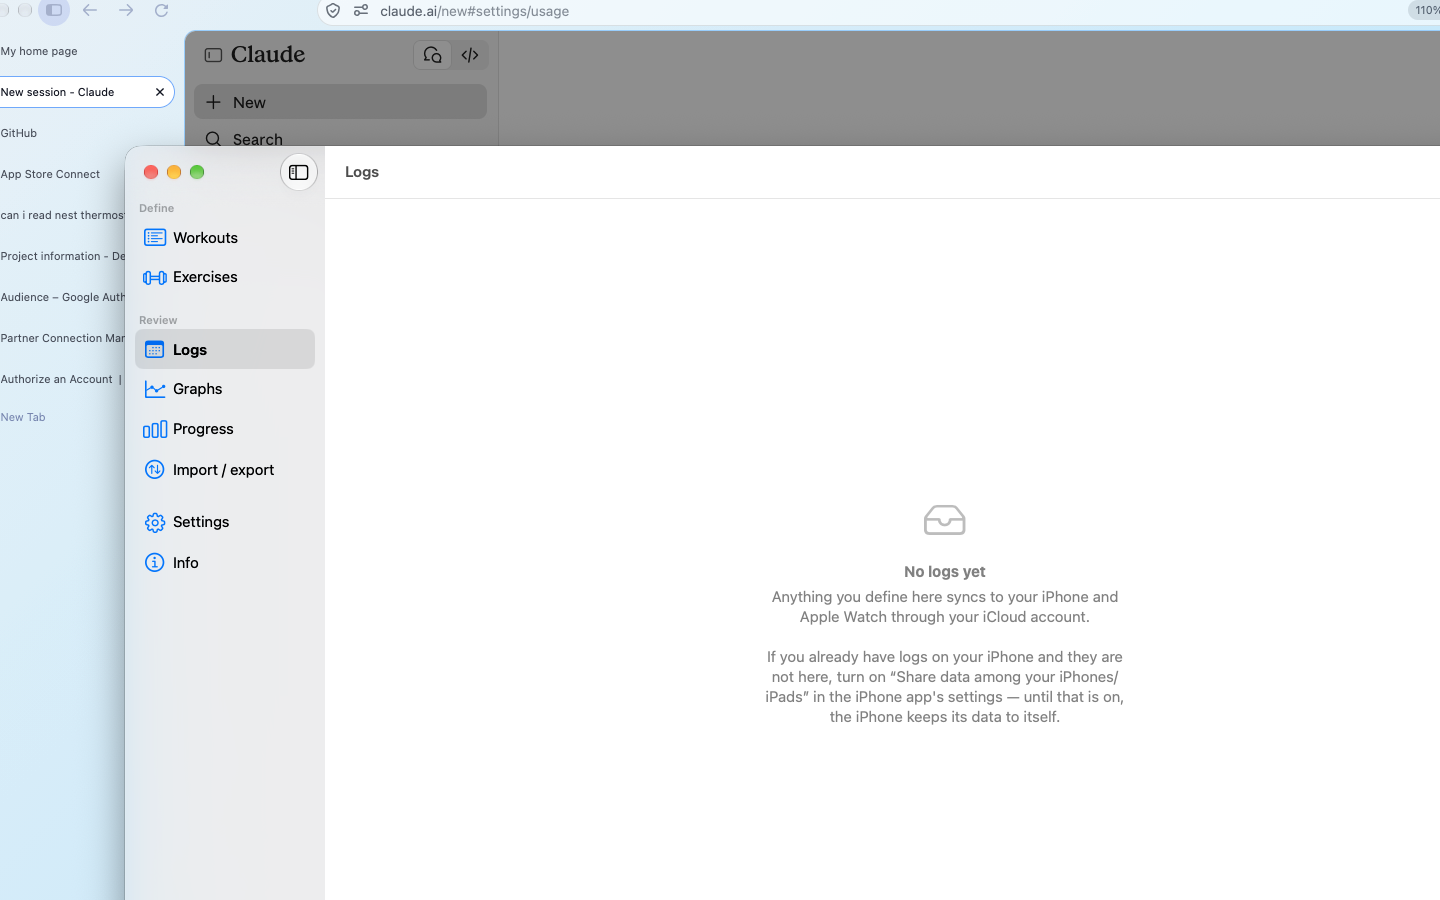 claude.ai/new#settings/usage
110%
My home page
New session - Claude
GitHub
App Store Connect
can i read nest thermos
Project information - De
Audience – Google Auth
Partner Connection Mar
Authorize an Account |
New Tab
Claude
New
Search
Logs
Define
Workouts
Exercises
Review
Logs
Graphs
Progress
Import / export
Settings
Info
No logs yet
Anything you define here syncs to your iPhone and
Apple Watch through your iCloud account.
If you already have logs on your iPhone and they are
not here, turn on “Share data among your iPhones/
iPads” in the iPhone app's settings — until that is on,
the iPhone keeps its data to itself.